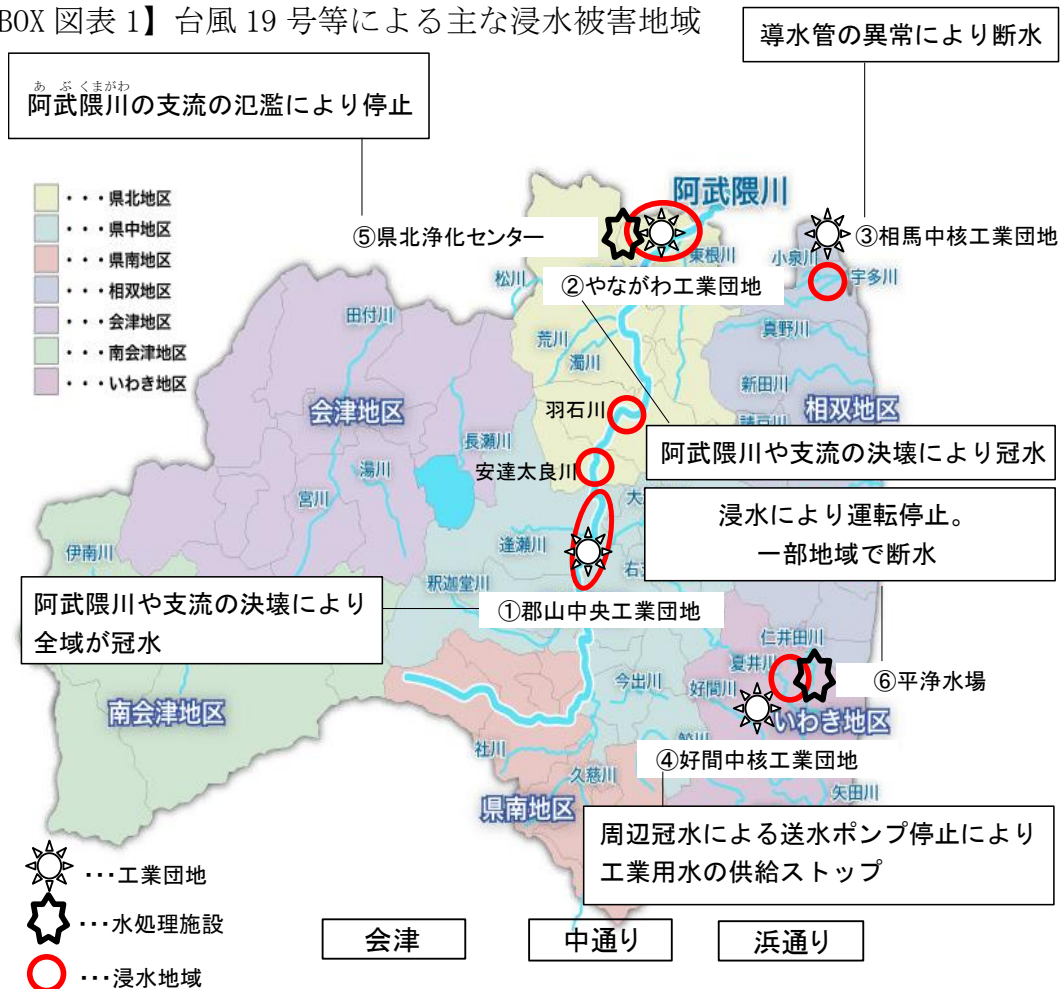 BOX 図表 1】台風 19 号等による主な浸水被害地域
導水管の異常により断水
あぶくまがわ
阿武隈川の支流の氾濫により停止
・・・県北地区
・・・県中地区
・・・県南地区
・・・相双地区
・・・会津地区
・・・南会津地区
・・・いわき地区
阿武隈川
⑤県北浄化センター
東根川
小泉川
③相馬中核工業団地
宇多川
松川
②やながわ工業団地
田付川
荒川
濁川
真野川
新田川
会津地区
羽石川
相双地区
長瀬川
阿武隈川や支流の決壊により冠水
湯川
安達太良川
宮川
大
浸水により運転停止。
一部地域で断水
伊南川
逢瀬川
釈迦堂川
阿武隈川や支流の決壊により
全域が冠水
①郡山中央工業団地
仁井田川
夏井川
今出川
好間川
⑥平浄水場
南会津地区
いわき地区
社川
④好間中核工業団地
久慈川
矢田川
県南地区
周辺冠水による送水ポンプ停止により
工業用水の供給ストップ
・・・工業団地
・・・水処理施設
・・・浸水地域
会津
中通り
浜通り